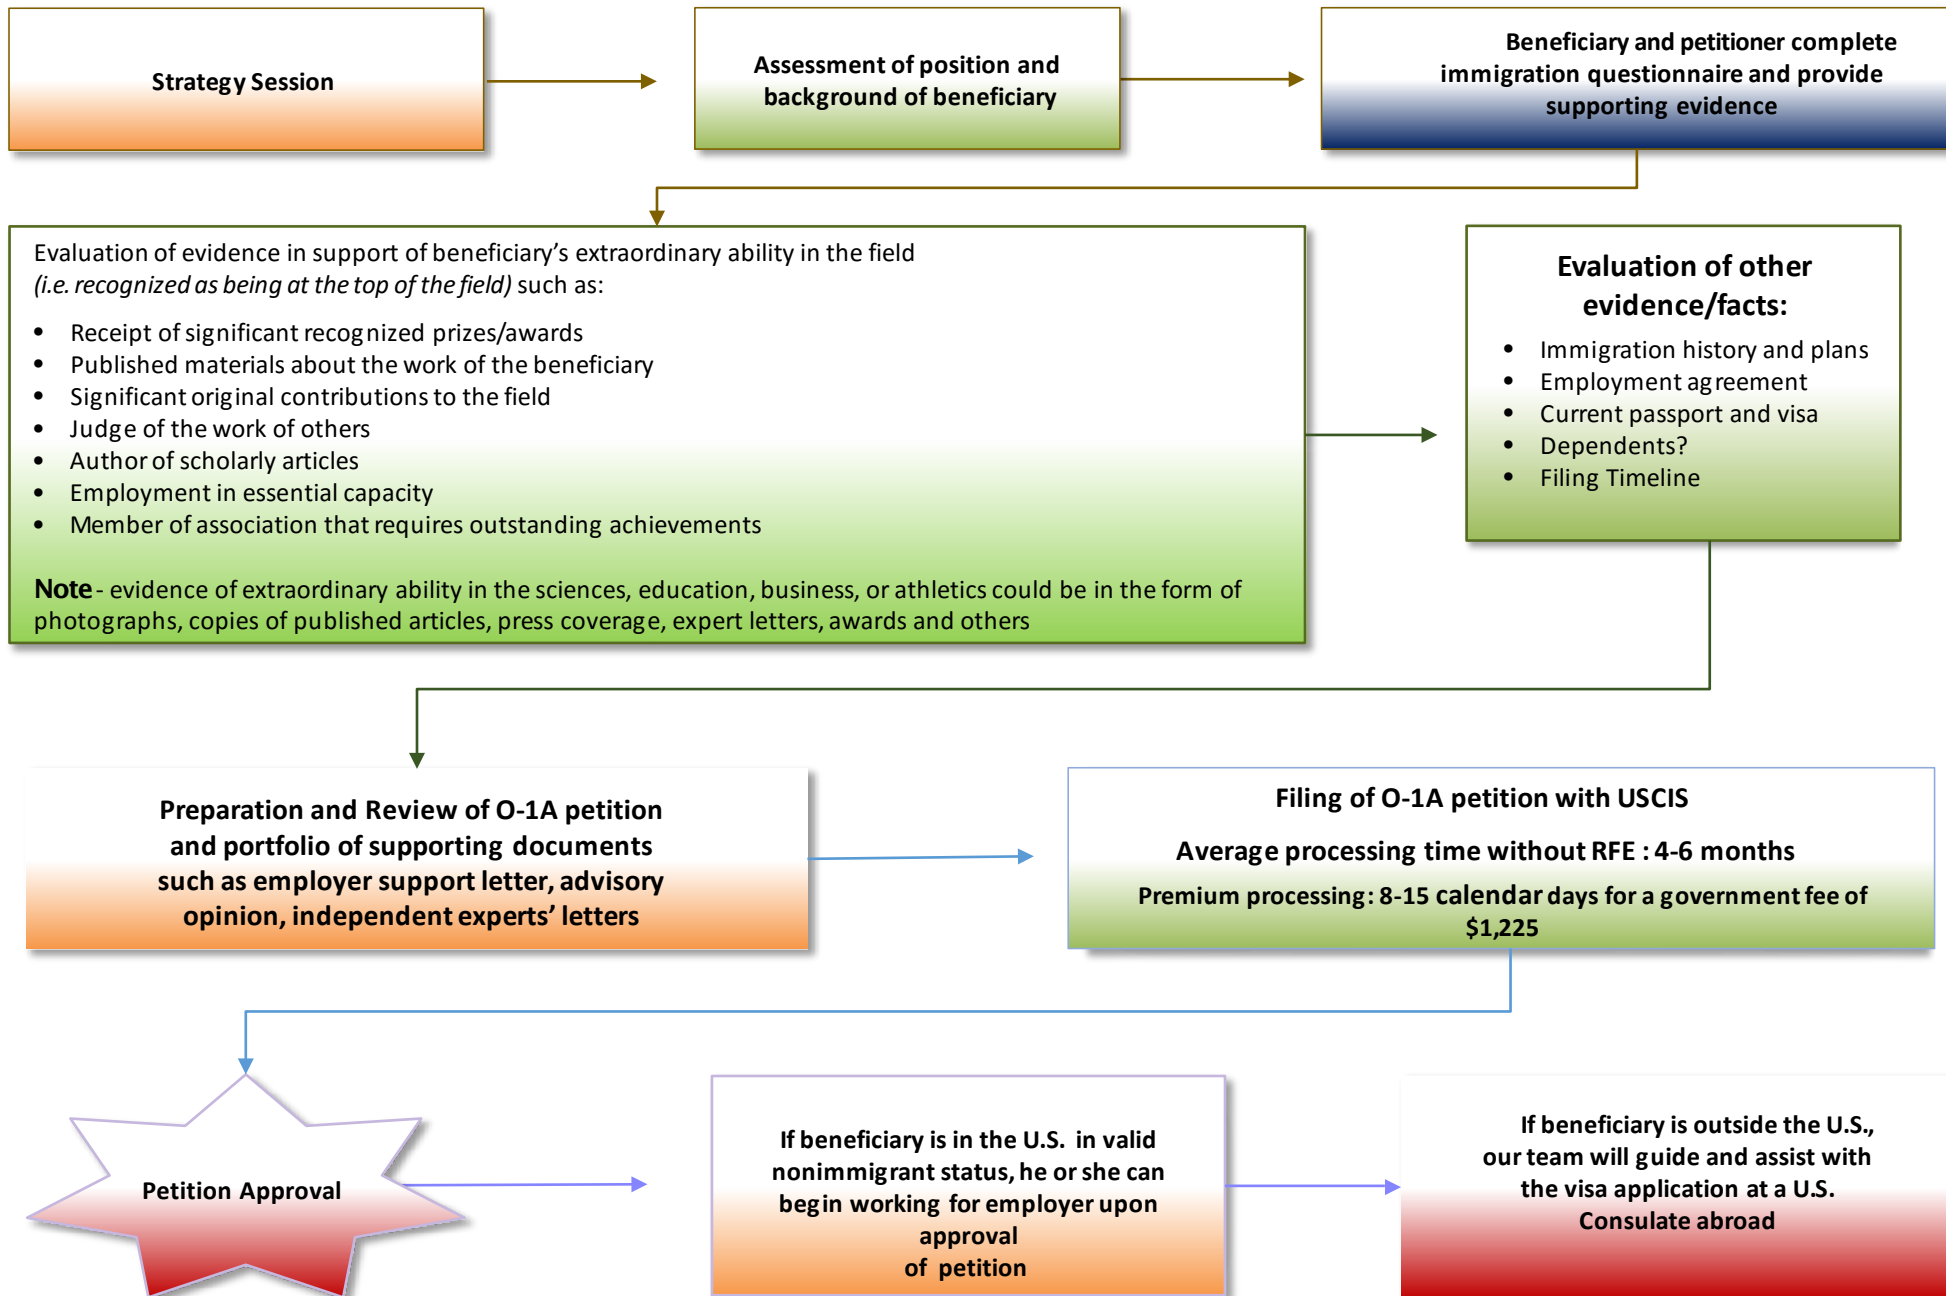 Strategy Session
Assessment of position and
background of beneficiary
Beneficiary and petitioner complete
immigration questionnaire and provide
supporting evidence
Evaluation of evidence in support of beneficiary’s extraordinary ability in the field
(i.e. recognized as being at the top of the field) such as:
• Receipt of significant recognized prizes/awards
• Published materials about the work of the beneficiary
• Significant original contributions to the field
• Judge of the work of others
• Author of scholarly articles
• Employment in essential capacity
• Member of association that requires outstanding achievements
Note - evidence of extraordinary ability in the sciences, education, business, or athletics could be in the form of
photographs, copies of published articles, press coverage, expert letters, awards and others
Evaluation of other
evidence/facts:
• Immigration history and plans
• Employment agreement
• Current passport and visa
• Dependents?
• Filing Timeline
Preparation and Review of O-1A petition
and portfolio of supporting documents
such as employer support letter, advisory
opinion, independent experts’ letters
Filing of O-1A petition with USCIS
Average processing time without RFE : 4-6 months
Premium processing: 8-15 calendar days for a government fee of
$1,225
Petition Approval
If beneficiary is in the U.S. in valid
nonimmigrant status, he or she can
begin working for employer upon
approval
of petition
If beneficiary is outside the U.S.,
our team will guide and assist with
the visa application at a U.S.
Consulate abroad